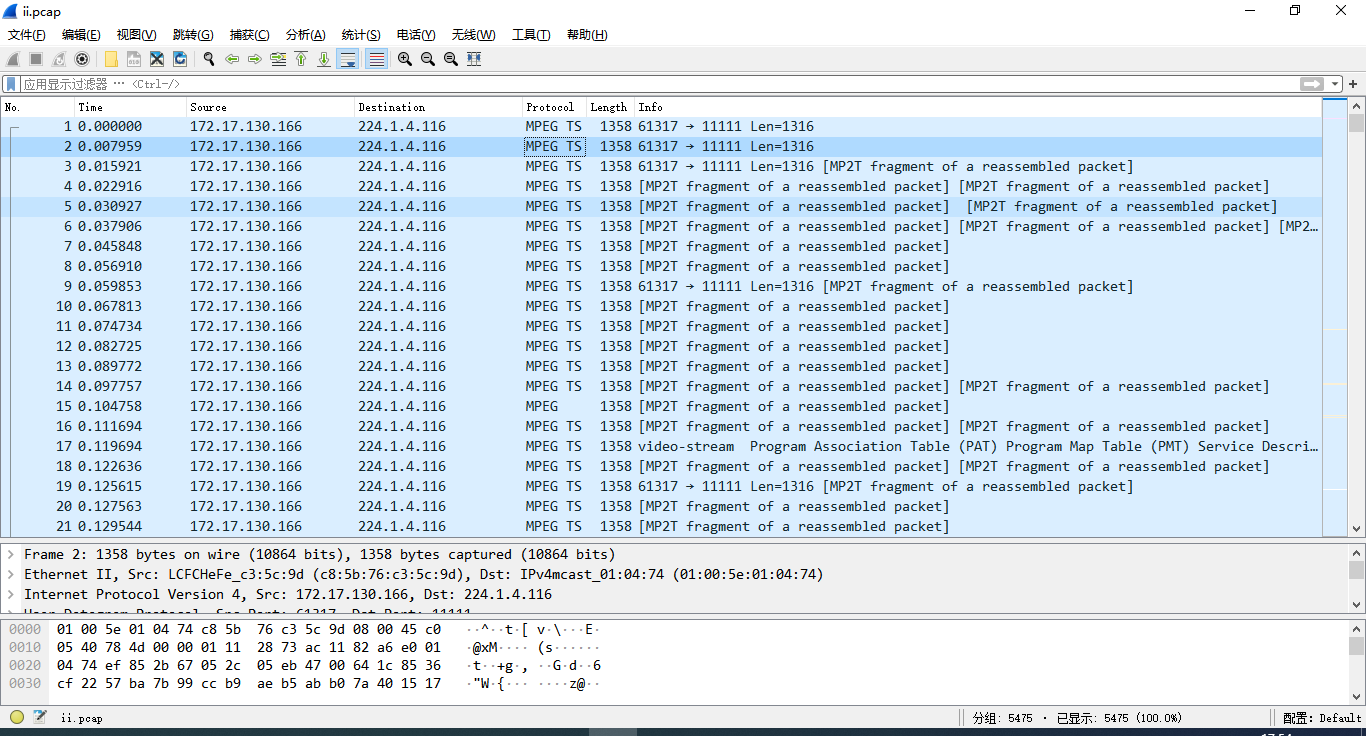 ii.pcap
文件(F) 编辑(E) 视图(V) 跳转(G) 捕获(C) 分析(A) 统计(S) 电话(Y) 无线(W) 工具(T) 帮助(H)
应用显示过滤器 … <Ctrl-/>
No. Time Source Destination Protocol Length Info
1 0.000000 172.17.130.166 224.1.4.116 MPEG TS 1358 61317 → 11111 Len=1316
2 0.007959 172.17.130.166 224.1.4.116 MPEG TS 1358 61317 → 11111 Len=1316
3 0.015921 172.17.130.166 224.1.4.116 MPEG TS 1358 61317 → 11111 Len=1316 [MP2T fragment of a reassembled packet]
4 0.022916 172.17.130.166 224.1.4.116 MPEG TS 1358 [MP2T fragment of a reassembled packet] [MP2T fragment of a reassembled packet]
5 0.030927 172.17.130.166 224.1.4.116 MPEG TS 1358 [MP2T fragment of a reassembled packet]  [MP2T fragment of a reassembled packet]
6 0.037906 172.17.130.166 224.1.4.116 MPEG TS 1358 [MP2T fragment of a reassembled packet] [MP2T fragment of a reassembled packet] [MP2…
7 0.045848 172.17.130.166 224.1.4.116 MPEG TS 1358 [MP2T fragment of a reassembled packet]
8 0.056910 172.17.130.166 224.1.4.116 MPEG TS 1358 [MP2T fragment of a reassembled packet]
9 0.059853 172.17.130.166 224.1.4.116 MPEG TS 1358 61317 → 11111 Len=1316 [MP2T fragment of a reassembled packet]
10 0.067813 172.17.130.166 224.1.4.116 MPEG TS 1358 [MP2T fragment of a reassembled packet]
11 0.074734 172.17.130.166 224.1.4.116 MPEG TS 1358 [MP2T fragment of a reassembled packet]
12 0.082725 172.17.130.166 224.1.4.116 MPEG TS 1358 [MP2T fragment of a reassembled packet]
13 0.089772 172.17.130.166 224.1.4.116 MPEG TS 1358 [MP2T fragment of a reassembled packet]
14 0.097757 172.17.130.166 224.1.4.116 MPEG TS 1358 [MP2T fragment of a reassembled packet] [MP2T fragment of a reassembled packet]
15 0.104758 172.17.130.166 224.1.4.116 MPEG 1358 [MP2T fragment of a reassembled packet]
16 0.111694 172.17.130.166 224.1.4.116 MPEG TS 1358 [MP2T fragment of a reassembled packet] [MP2T fragment of a reassembled packet]
17 0.119694 172.17.130.166 224.1.4.116 MPEG TS 1358 video-stream  Program Association Table (PAT) Program Map Table (PMT) Service Descri…
18 0.122636 172.17.130.166 224.1.4.116 MPEG TS 1358 [MP2T fragment of a reassembled packet] [MP2T fragment of a reassembled packet]
19 0.125615 172.17.130.166 224.1.4.116 MPEG TS 1358 61317 → 11111 Len=1316 [MP2T fragment of a reassembled packet]
20 0.127563 172.17.130.166 224.1.4.116 MPEG TS 1358 [MP2T fragment of a reassembled packet]
21 0.129544 172.17.130.166 224.1.4.116 MPEG TS 1358 [MP2T fragment of a reassembled packet]
Frame 2: 1358 bytes on wire (10864 bits), 1358 bytes captured (10864 bits)
Ethernet II, Src: LCFCHeFe_c3:5c:9d (c8:5b:76:c3:5c:9d), Dst: IPv4mcast_01:04:74 (01:00:5e:01:04:74)
Internet Protocol Version 4, Src: 172.17.130.166, Dst: 224.1.4.116
User Datagram Protocol, Src Port: 61317, Dst Port: 11111
0000 01 00 5e 01 04 74 c8 5b 76 c3 5c 9d 08 00 45 c0 ··^··t·[ v·\···E·
0010 05 40 78 4d 00 00 01 11 28 73 ac 11 82 a6 e0 01 ·@xM···· (s······
0020 04 74 ef 85 2b 67 05 2c 05 eb 47 00 64 1c 85 36 ·t··+g·, ··G·d··6
0030 cf 22 57 ba 7b 99 cc b9 ae b5 ab b0 7a 40 15 17 ·"W·{··· ····z@··
ii.pcap 分组: 5475 · 已显示: 5475 (100.0%) 配置: Default